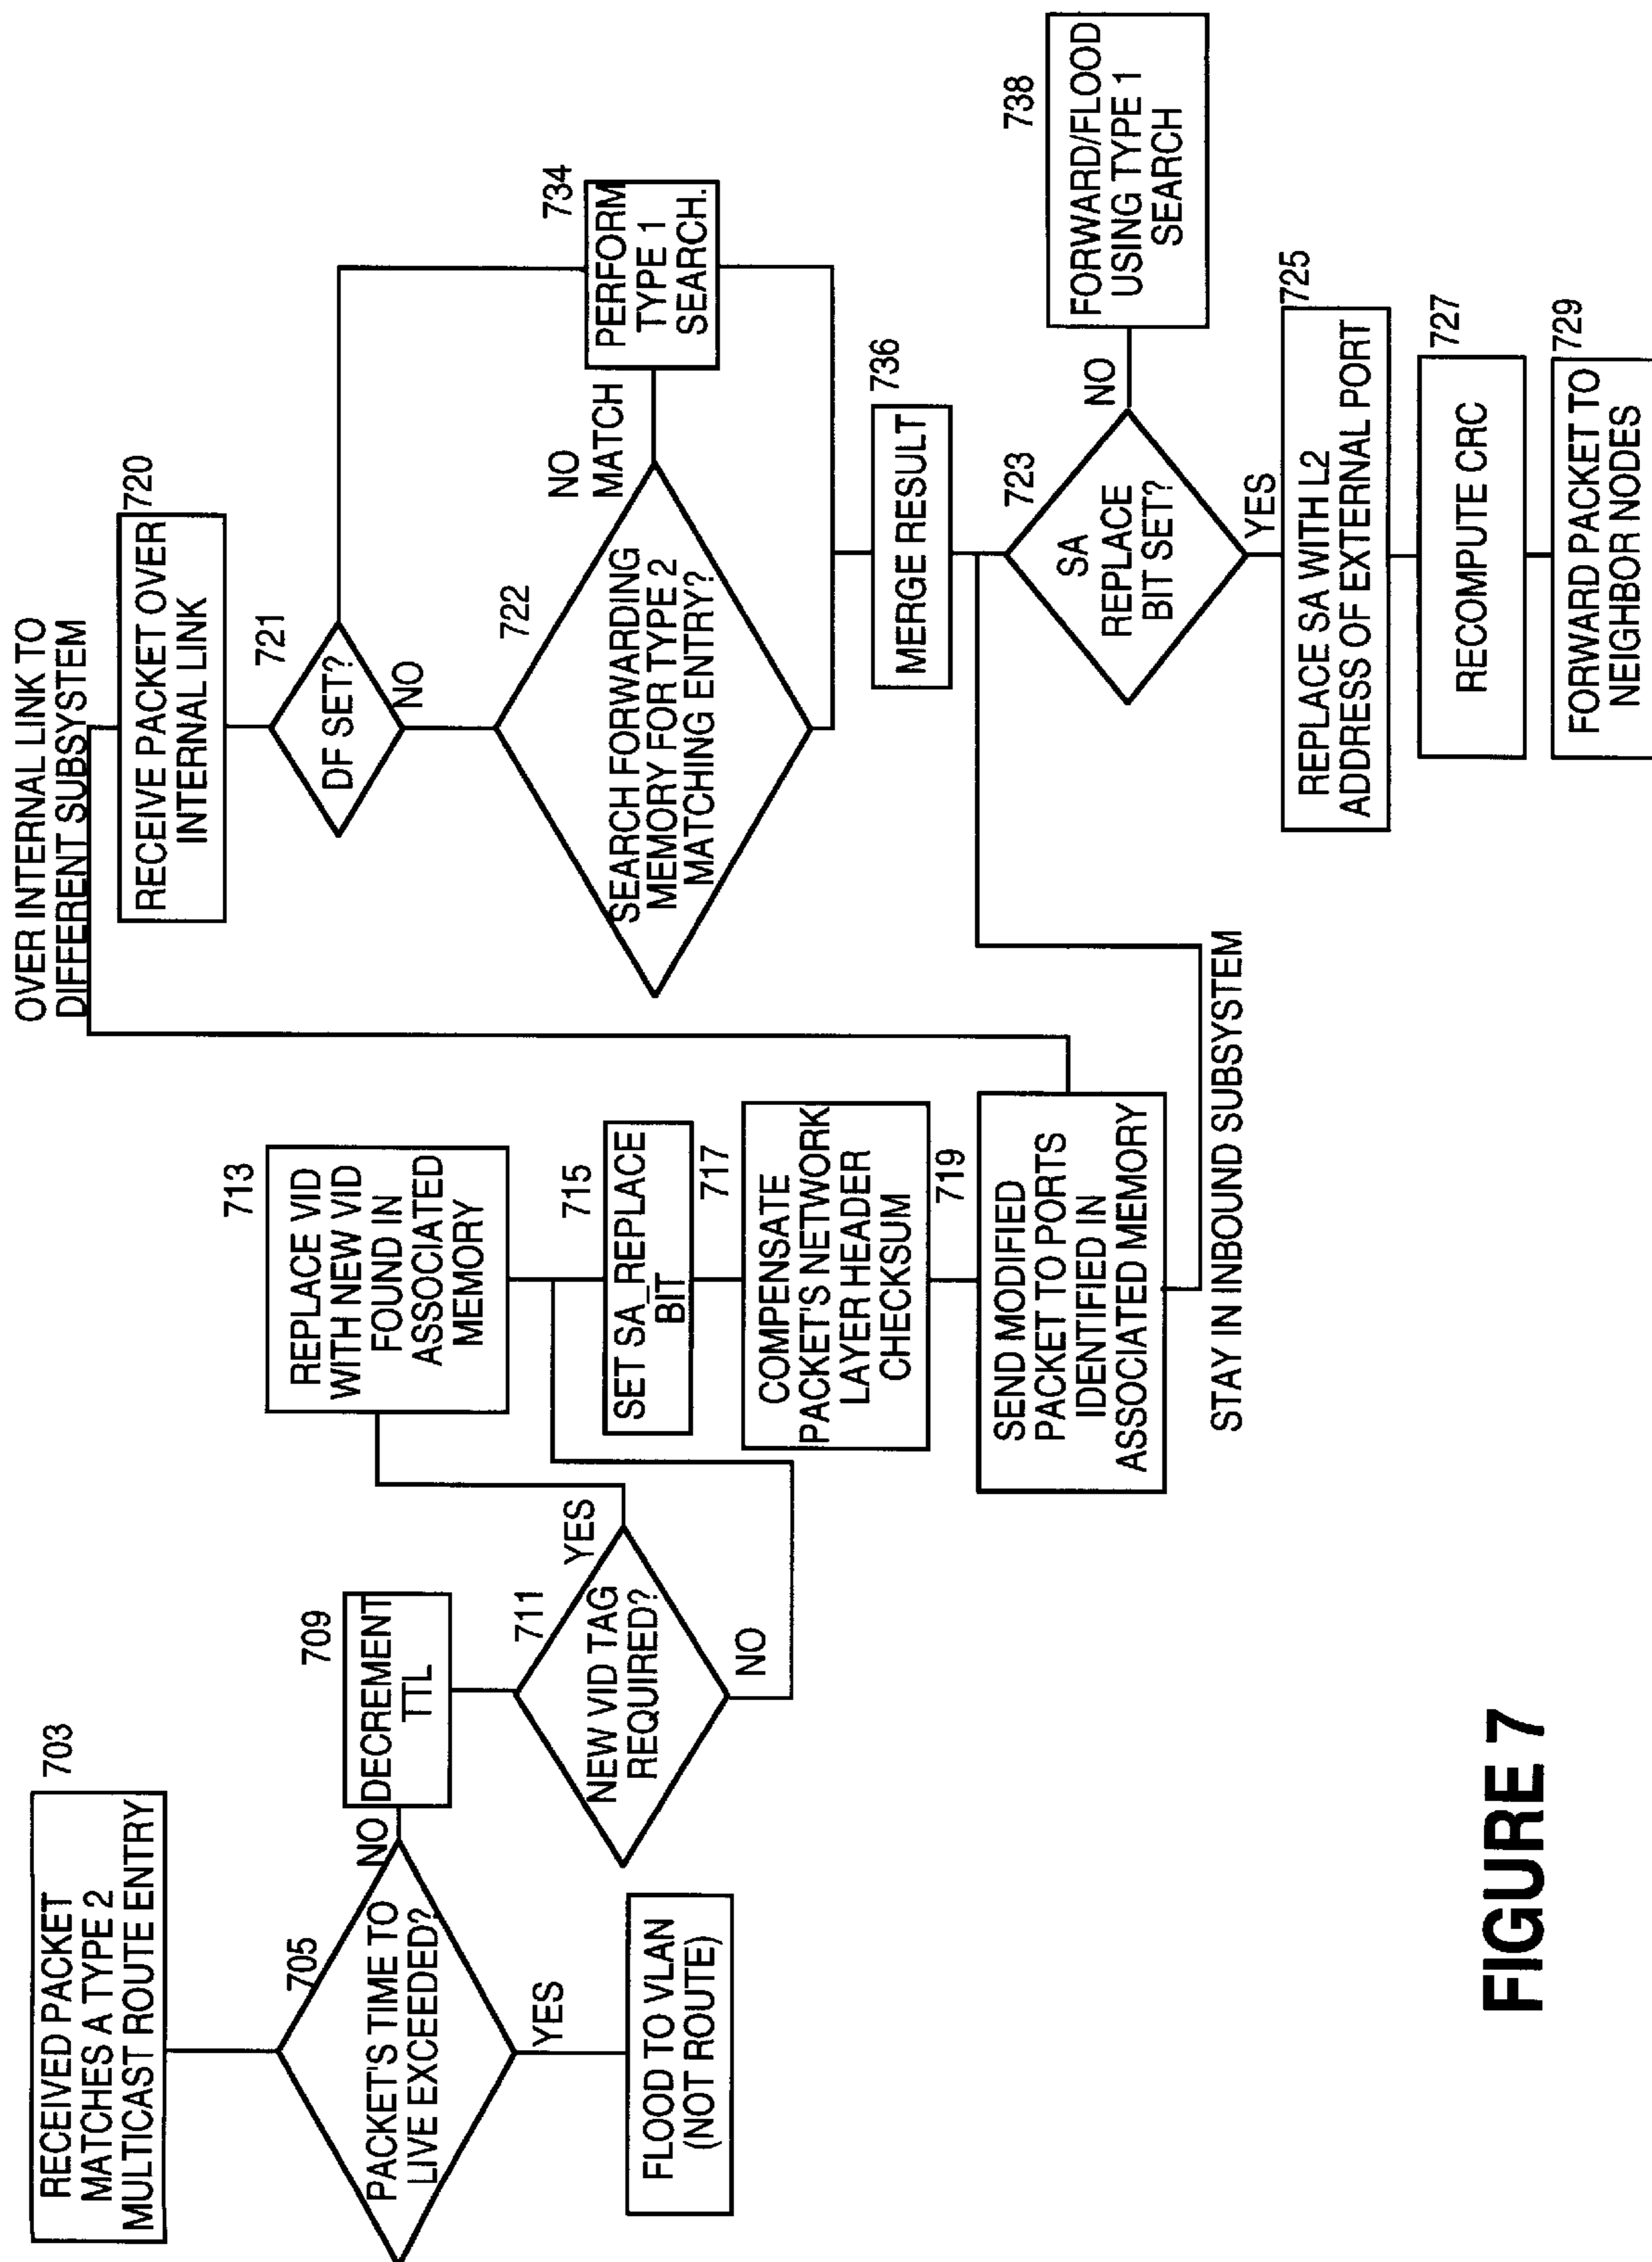 703
RECEIVED PACKET
MATCHES A TYPE 2
MULTICAST ROUTE ENTRY
705
PACKET'S TIME TO
LIVE EXCEEDED?
NO
YES
FLOOD TO VLAN
(NOT ROUTE)
709
DECREMENT
TTL
711
NEW VID TAG
REQUIRED?
YES
NO
713
REPLACE VID
WITH NEW VID
FOUND IN
ASSOCIATED
MEMORY
715
SET SA_REPLACE
BIT
717
COMPENSATE
PACKET'S NETWORK
LAYER HEADER
CHECKSUM
719
SEND MODIFIED
PACKET TO PORTS
IDENTIFIED IN
ASSOCIATED MEMORY
STAY IN INBOUND SUBSYSTEM
OVER INTERNAL LINK TO
DIFFERENT SUBSYSTEM
720
RECEIVE PACKET OVER
INTERNAL LINK
721
DF SET?
NO
722
SEARCH FORWARDING
MEMORY FOR TYPE 2
MATCHING ENTRY?
NO
MATCH
734
PERFORM
TYPE 1
SEARCH.
736
MERGE RESULT
723
SA
REPLACE
BIT SET?
NO
YES
738
FORWARD/FLOOD
USING TYPE 1
SEARCH
725
REPLACE SA WITH L2
ADDRESS OF EXTERNAL PORT
727
RECOMPUTE CRC
729
FORWARD PACKET TO
NEIGHBOR NODES
FIGURE 7